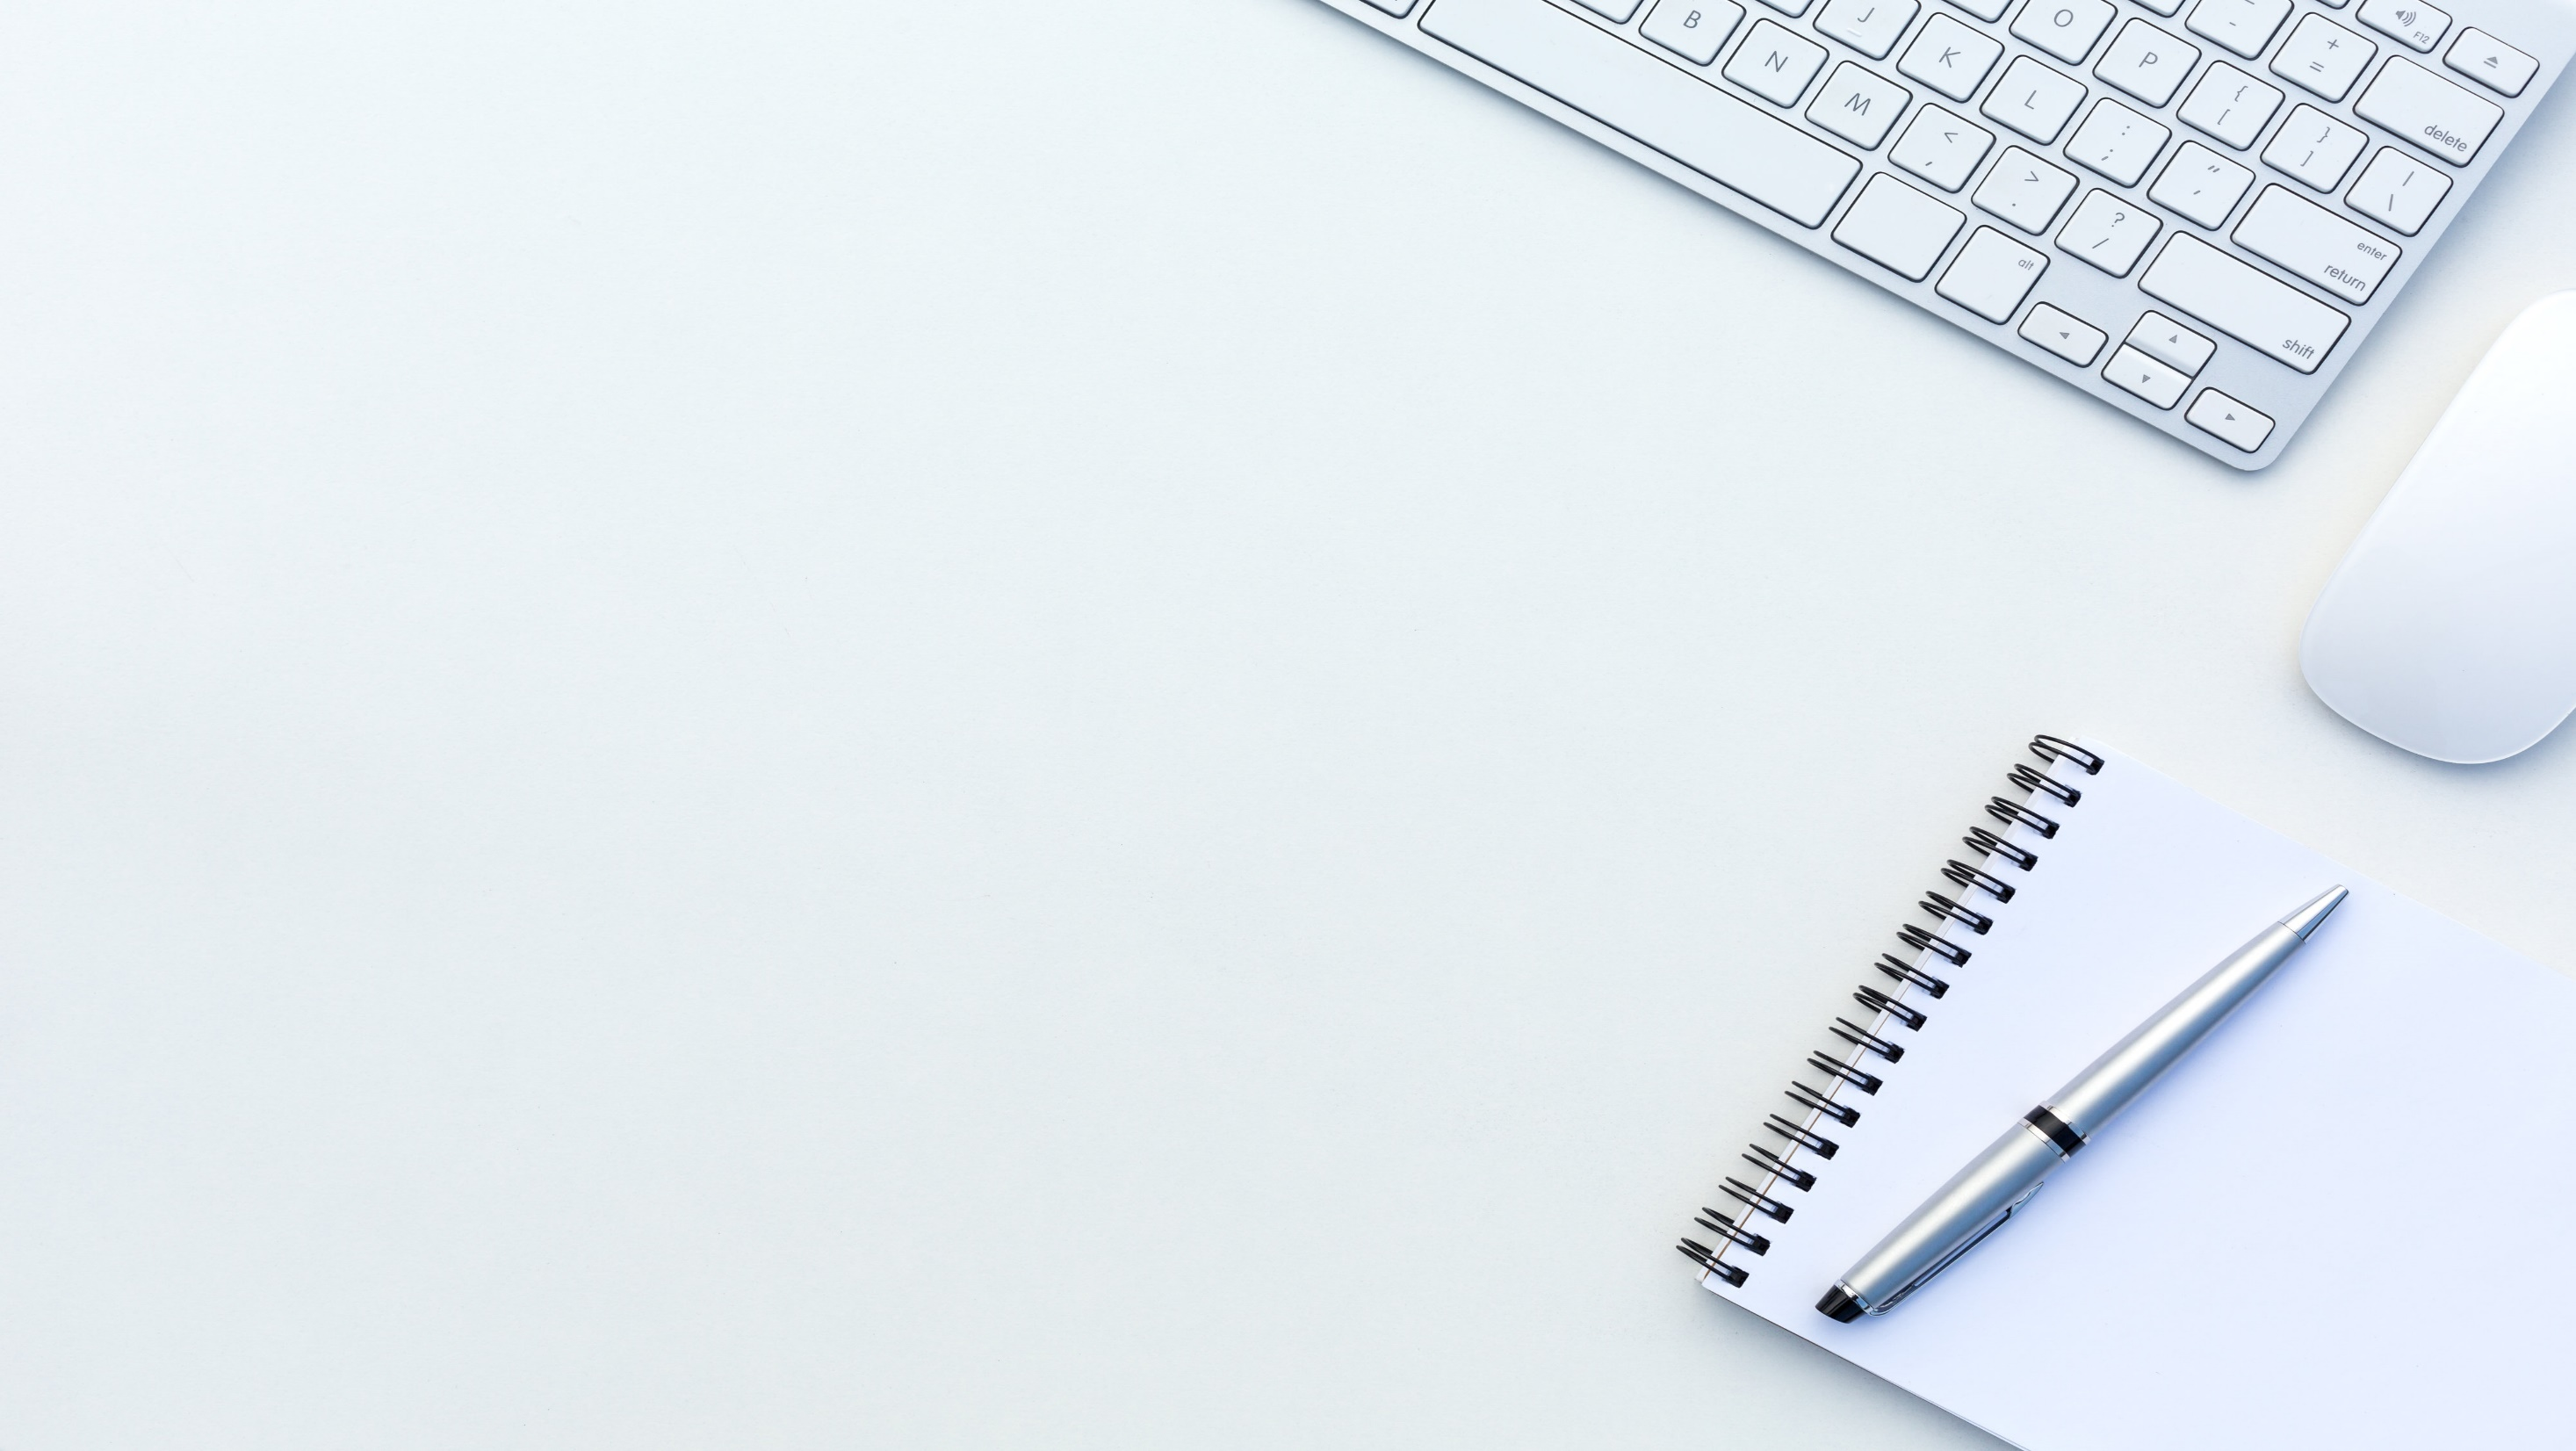 F12
B
J
O
-
+
=
N
K
P
{
[
delete
M
L
:
;
}
]
|
\
<
,
>
.
"
'
?
/
enter
return
alt
shift